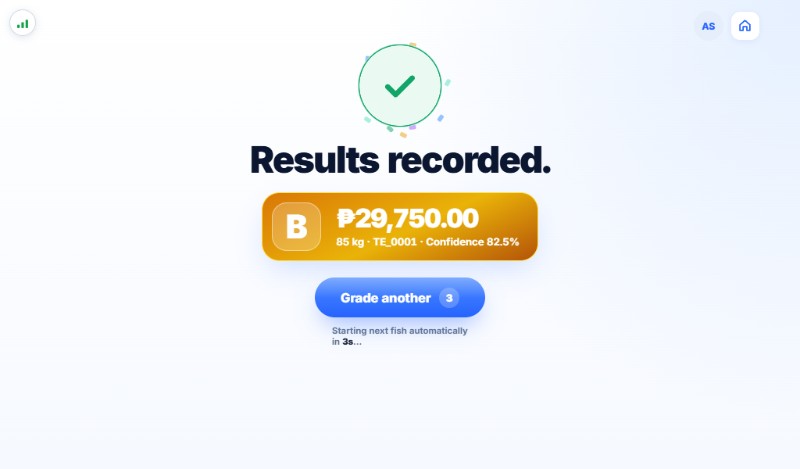 AS
Results recorded.
B
₱29,750.00
85 kg · TE_0001 · Confidence 82.5%
Grade another 3
Starting next fish automatically
in 3s...